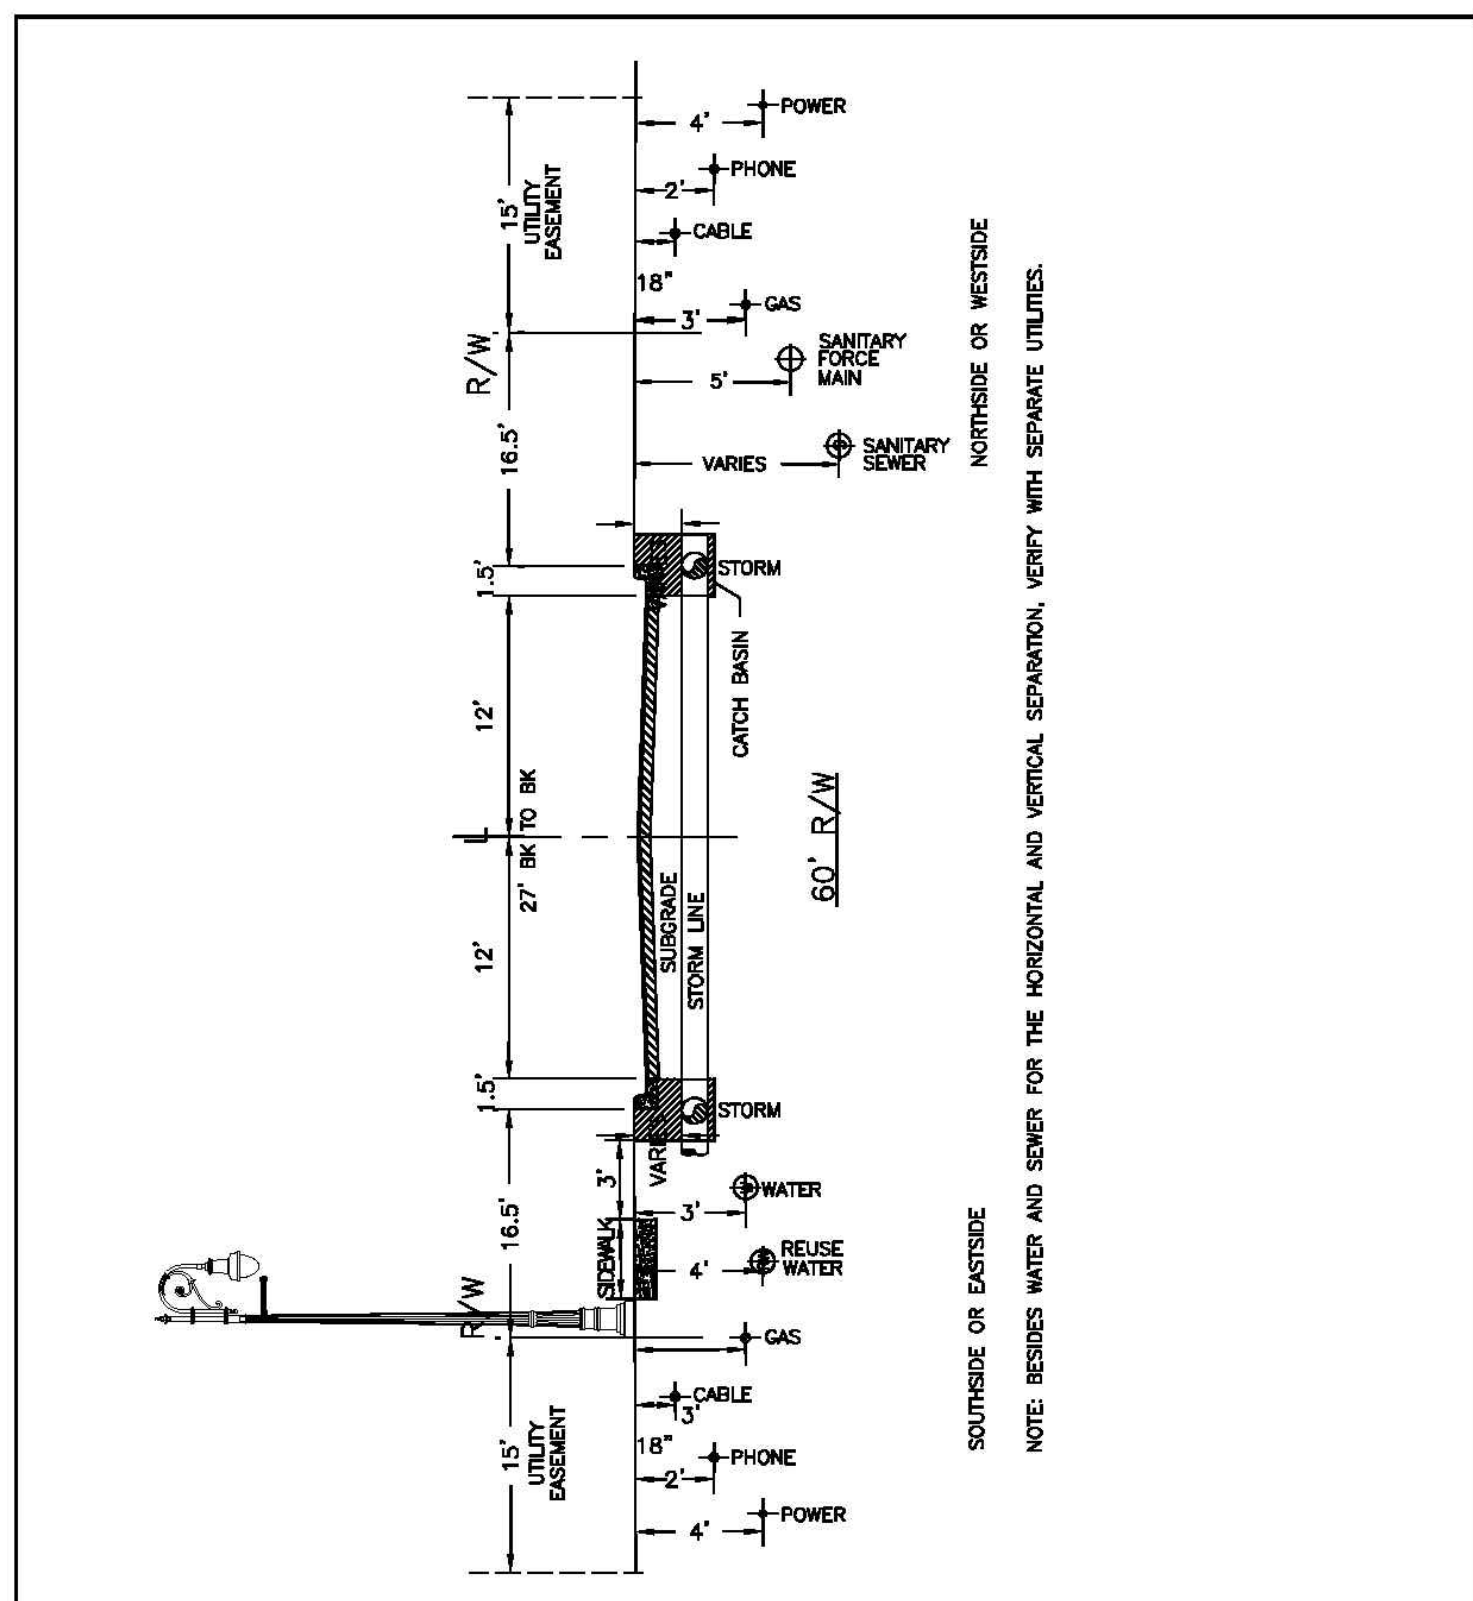 POWER
4'
PHONE
2'
CABLE
18"
GAS
3'
SANITARY
FORCE
MAIN
5'
SANITARY
SEWER
VARIES
15'
UTILITY
EASEMENT
R/W
16.5'
1.5'
STORM
CATCH BASIN
12'
27' BK TO BK
12'
SUBGRADE
STORM LINE
60' R/W
1.5'
STORM
VARIES
3'
WATER
3'
SIDEWALK
REUSE
WATER
4'
16.5'
R/W
GAS
CABLE
3'
18"
PHONE
2'
POWER
4'
15'
UTILITY
EASEMENT
NORTHSIDE OR WESTSIDE
SOUTHSIDE OR EASTSIDE
NOTE: BESIDES WATER AND SEWER FOR THE HORIZONTAL AND VERTICAL SEPARATION, VERIFY WITH SEPARATE UTILITIES.